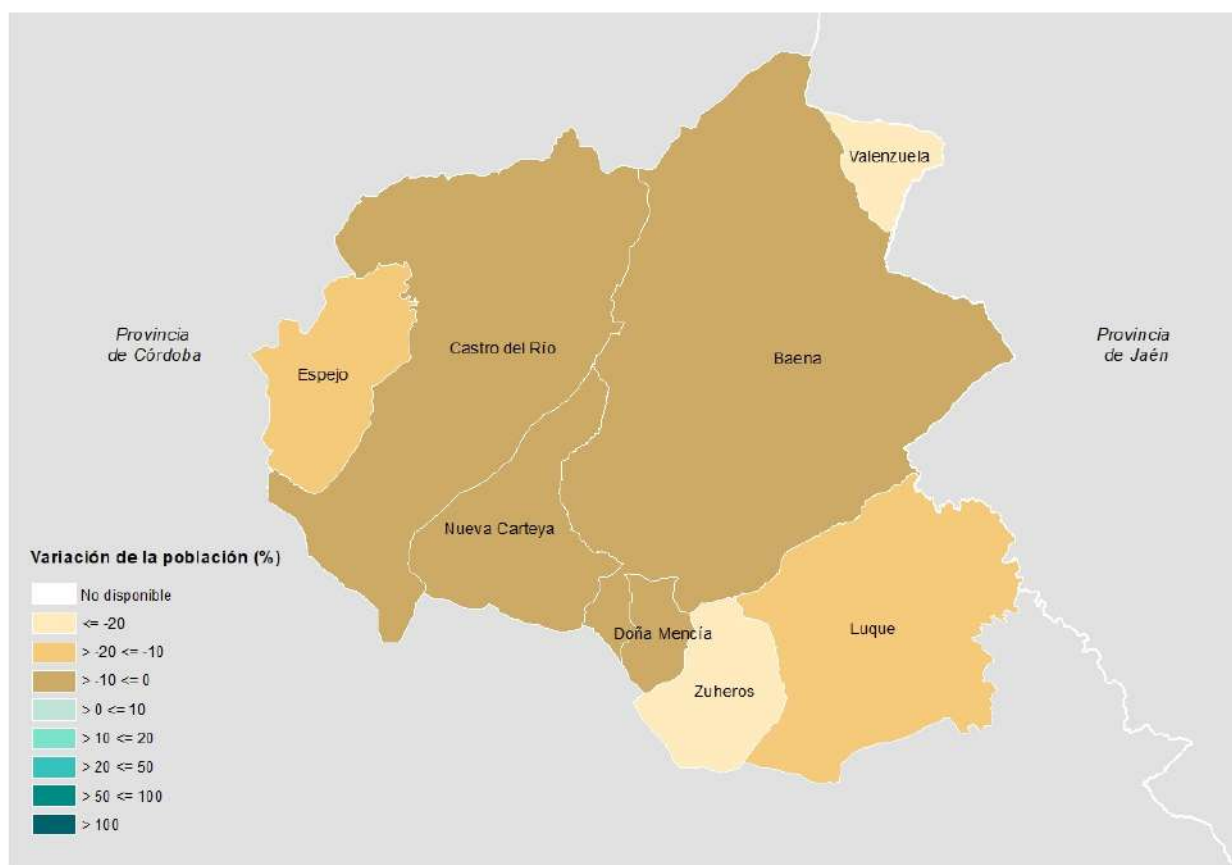 Valenzuela
Provincia
de Córdoba
Castro del Río
Baena
Provincia
de Jaén
Espejo
Nueva Carteya
Doña Mencía
Luque
Zuheros
Variación de la población (%)
No disponible
<= -20
> -20 <= -10
> -10 <= 0
> 0 <= 10
> 10 <= 20
> 20 <= 50
> 50 <= 100
> 100